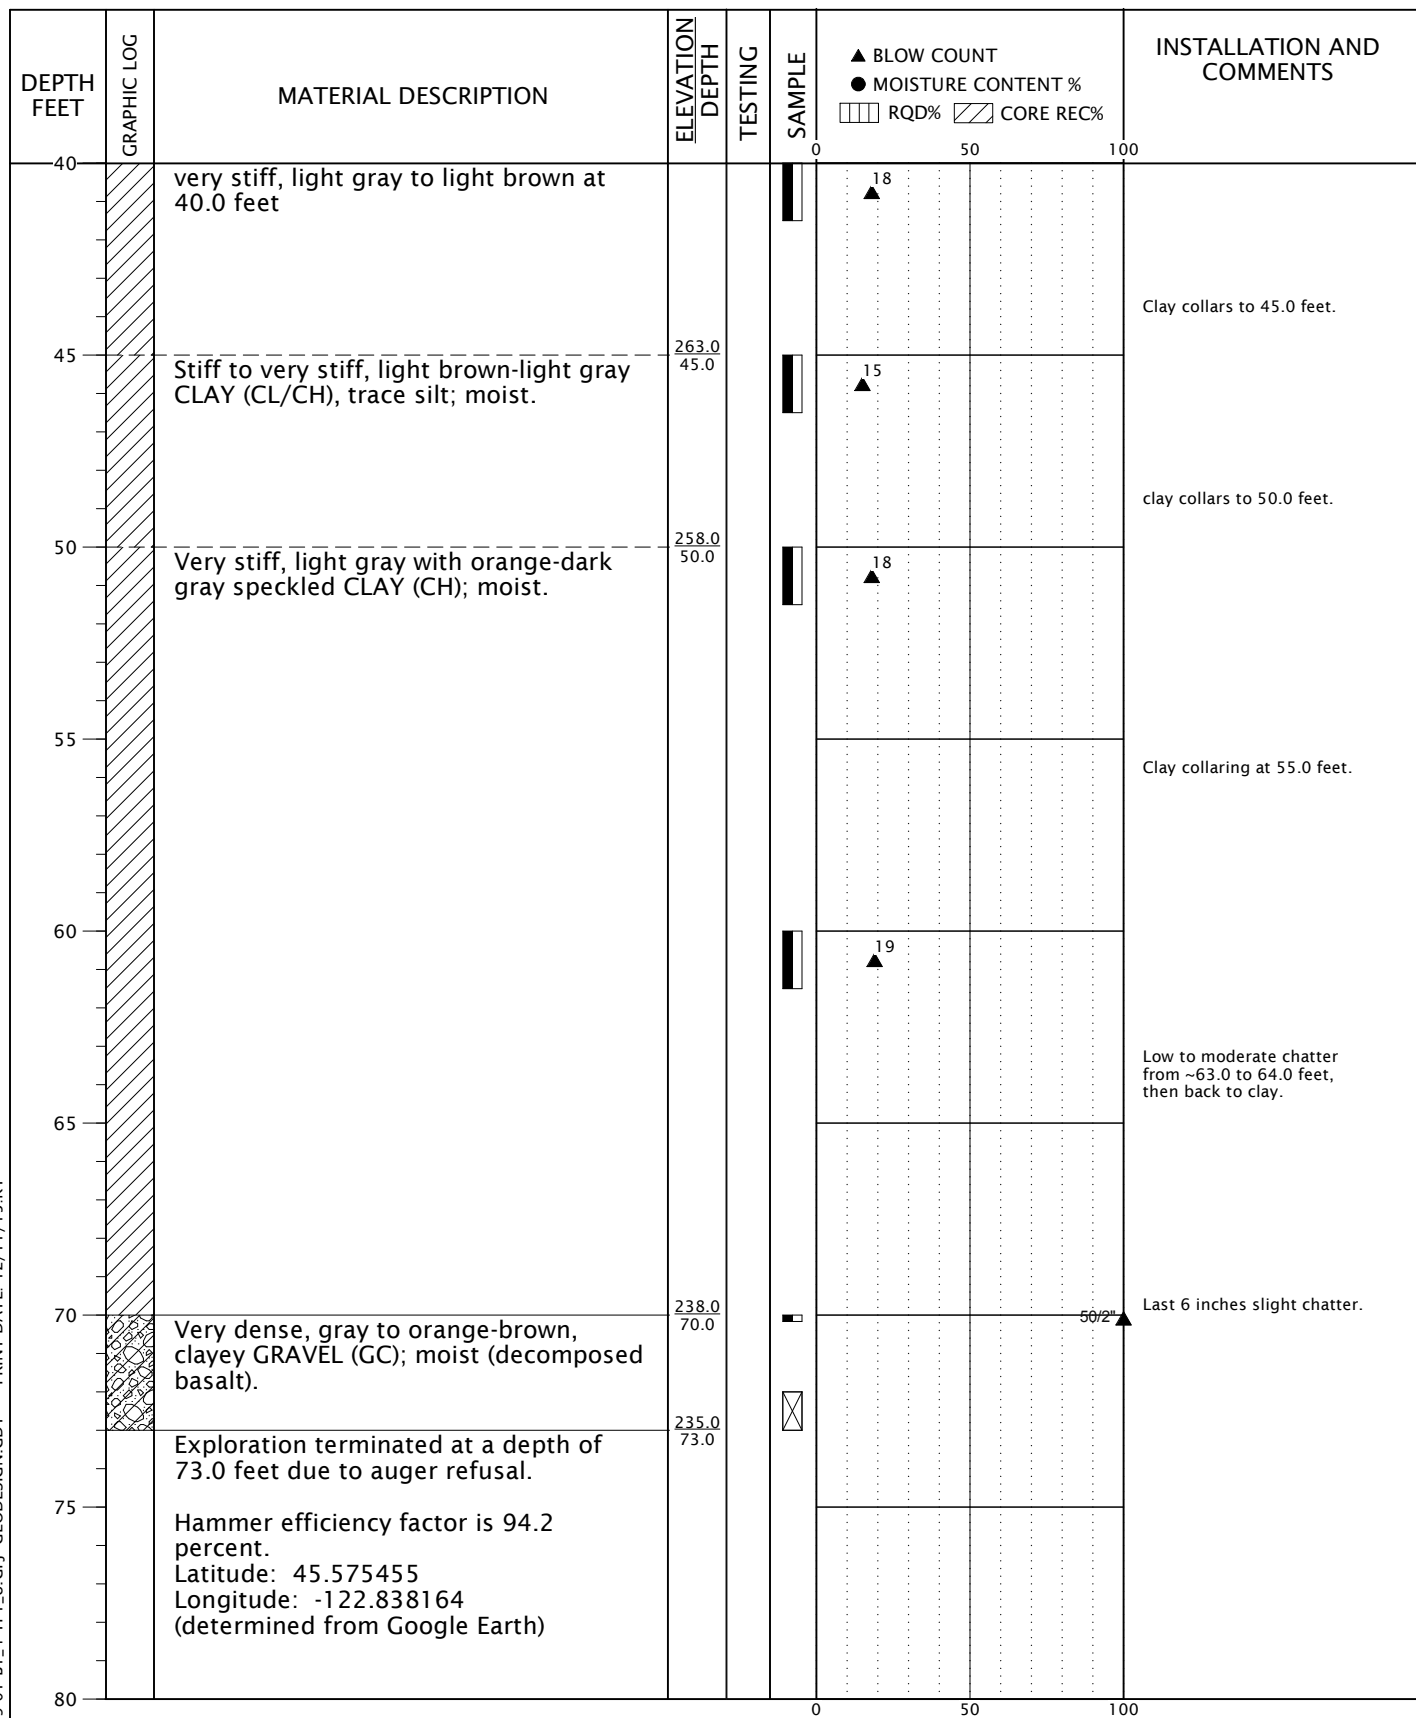 DEPTH
FEET
GRAPHIC LOG
MATERIAL DESCRIPTION
ELEVATION
DEPTH
TESTING
SAMPLE
BLOW COUNT
MOISTURE CONTENT %
RQD% CORE REC%
INSTALLATION AND
COMMENTS
0 50 100
40
very stiff, light gray to light brown at
40.0 feet
18
Clay collars to 45.0 feet.
45
263.0
45.0
Stiff to very stiff, light brown-light gray
CLAY (CL/CH), trace silt; moist.
15
clay collars to 50.0 feet.
50
258.0
50.0
Very stiff, light gray with orange-dark
gray speckled CLAY (CH); moist.
18
55
Clay collaring at 55.0 feet.
60
19
Low to moderate chatter
from ~63.0 to 64.0 feet,
then back to clay.
65
Last 6 inches slight chatter.
70
238.0
70.0
50/2"
Very dense, gray to orange-brown,
clayey GRAVEL (GC); moist (decomposed
basalt).
235.0
73.0
Exploration terminated at a depth of
73.0 feet due to auger refusal.
75
Hammer efficiency factor is 94.2
percent.
Latitude: 45.575455
Longitude: -122.838164
(determined from Google Earth)
80
0 50 100